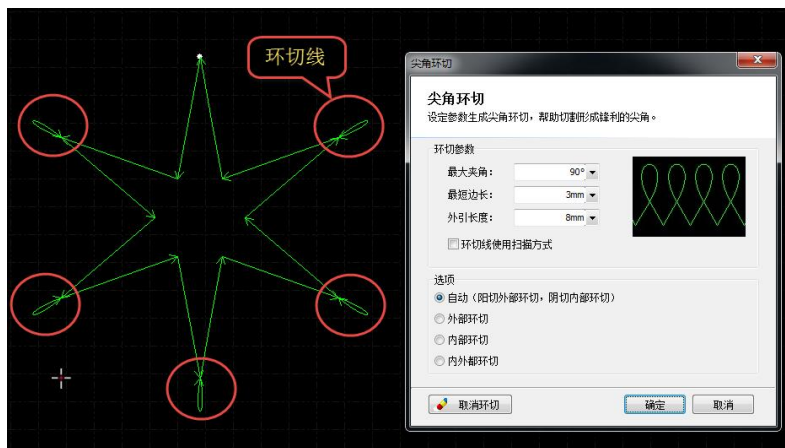 环切线
尖角环切
尖角环切
设定参数生成尖角环切，帮助切割形成锋利的尖角。
环切参数
最大夹角： 90°
最短边长： 3mm
外引长度： 8mm
环切线使用扫描方式
选项
自动（阳切外部环切，阴切内部环切）
外部环切
内部环切
内外都环切
取消环切 确定 取消